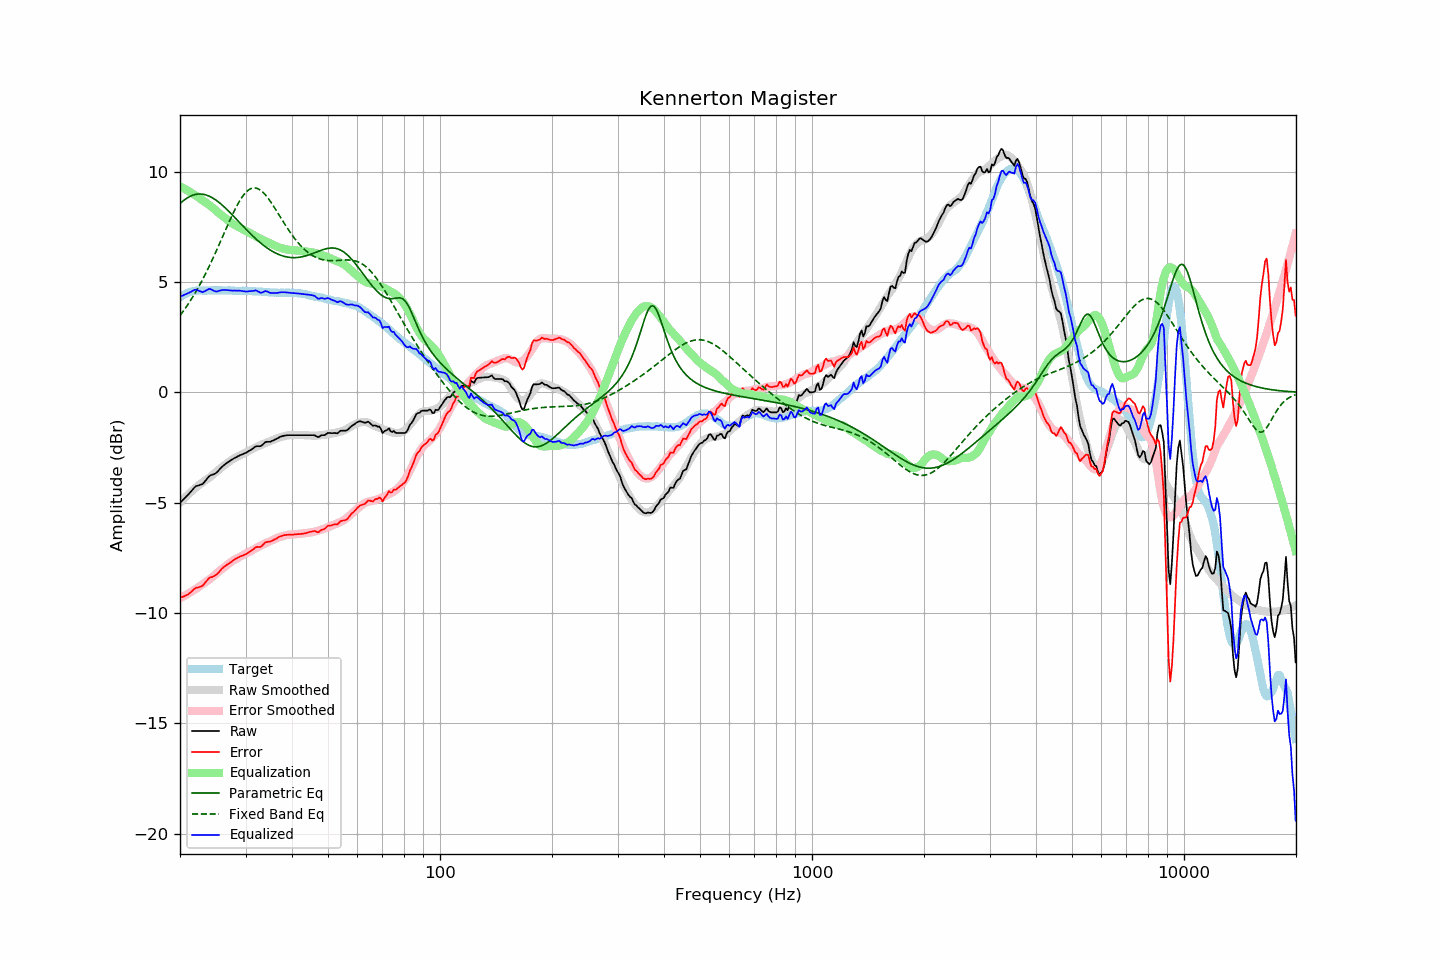 Kennerton Magister
Amplitude (dBr)
10
5
0
−5
−10
−15
−20
Target
Raw Smoothed
Error Smoothed
Raw
Error
Equalization
Parametric Eq
Fixed Band Eq
Equalized
100
1000
10000
Frequency (Hz)